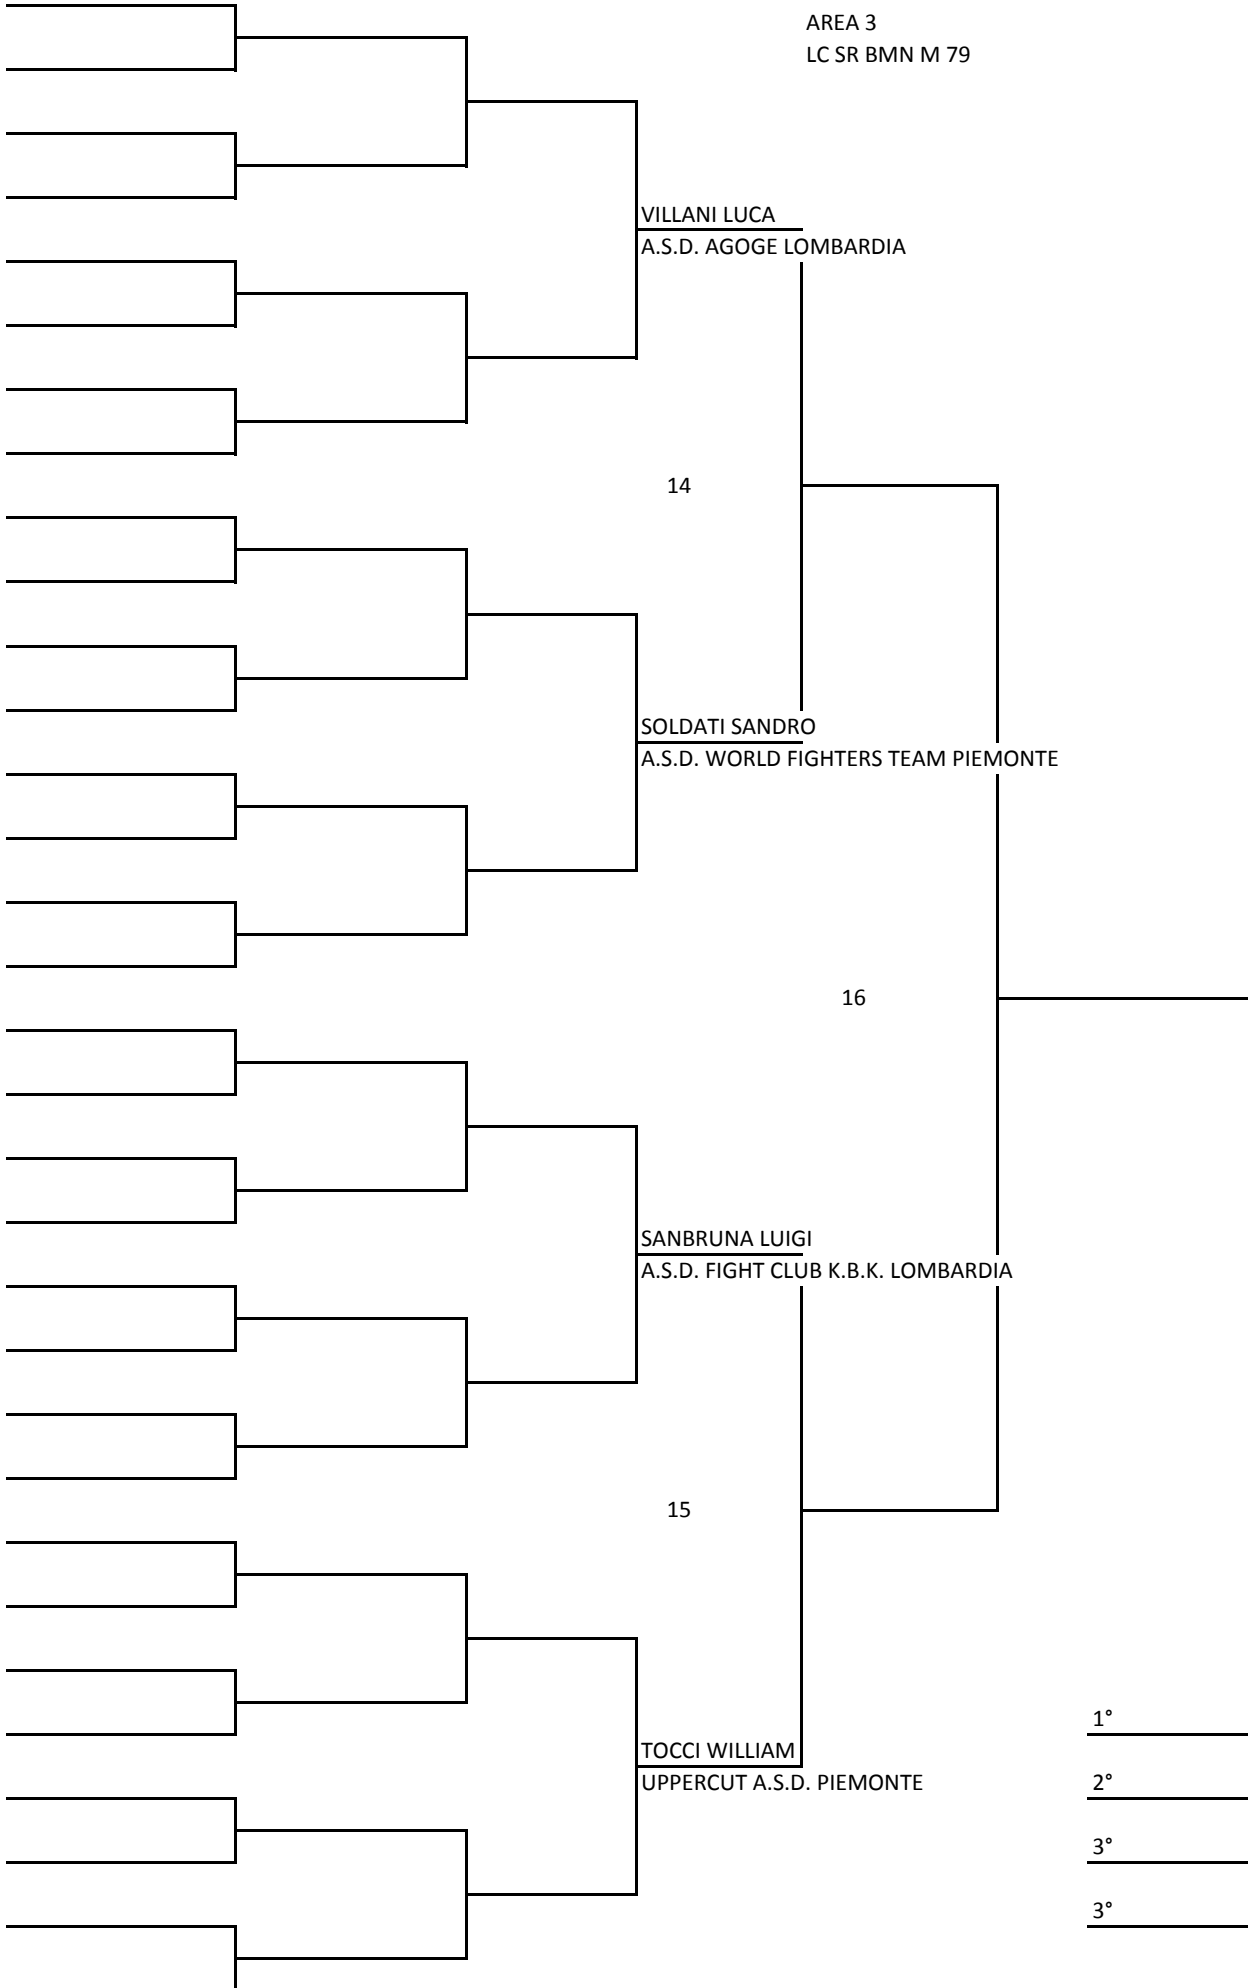 AREA 3
LC SR BMN M 79
VILLANI LUCA
A.S.D. AGOGE LOMBARDIA
14
SOLDATI SANDRO
A.S.D. WORLD FIGHTERS TEAM PIEMONTE
16
SANBRUNA LUIGI
A.S.D. FIGHT CLUB K.B.K. LOMBARDIA
15
TOCCI WILLIAM
UPPERCUT A.S.D. PIEMONTE
1°
2°
3°
3°